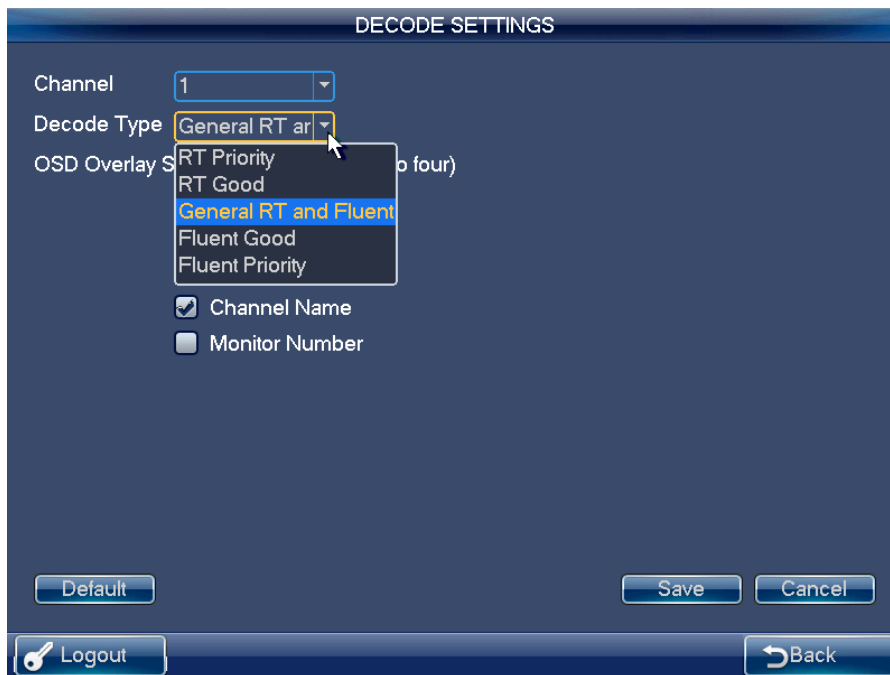 DECODE SETTINGS
Channel 1
Decode Type General RT ar
OSD Overlay S o four)
RT Priority
RT Good
General RT and Fluent
Fluent Good
Fluent Priority
Channel Name
Monitor Number
Default Save Cancel
Logout Back